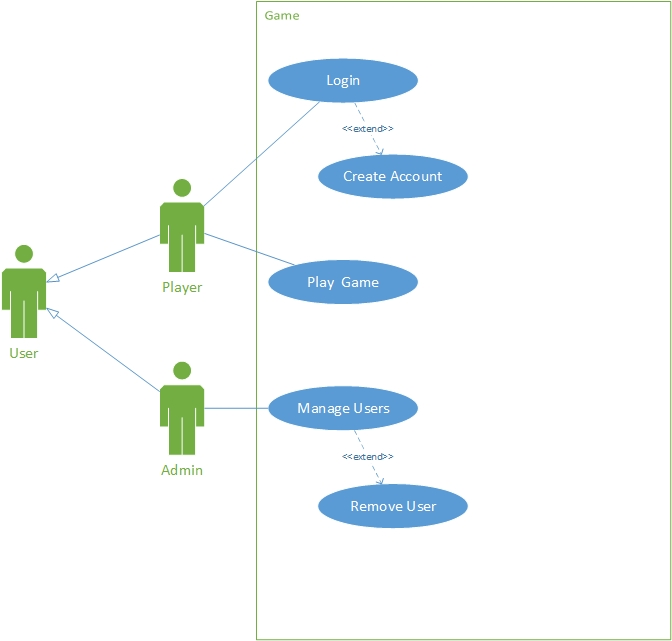 Game
Login
<<extend>>
Create Account
Player
Play Game
User
Manage Users
Admin
<<extend>>
Remove User